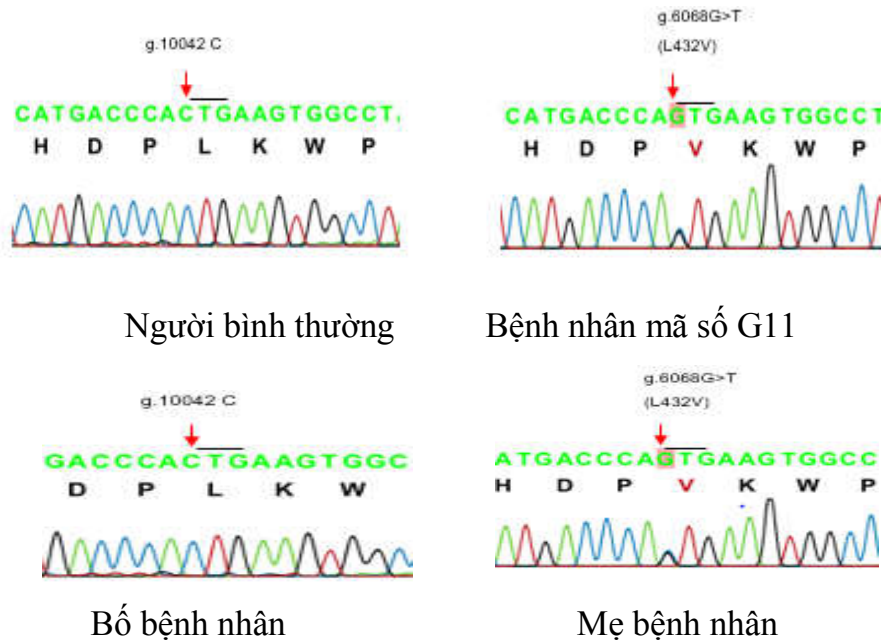 g.10042 C
CATGACCCACTGAAGTGGCCT.
H D P L K W P
Người bình thường
g.6068G>T
(L432V)
CATGACCCAGTGAAGTGGCCT
H D P V K W P
Bệnh nhân mã số G11
g.10042 C
GACCCACTGAAGTGGC
D P L K W
Bố bệnh nhân
g.6068G>T
(L432V)
ATGACCCAGTGAAGTGGCC
H D P V K W P
Mẹ bệnh nhân